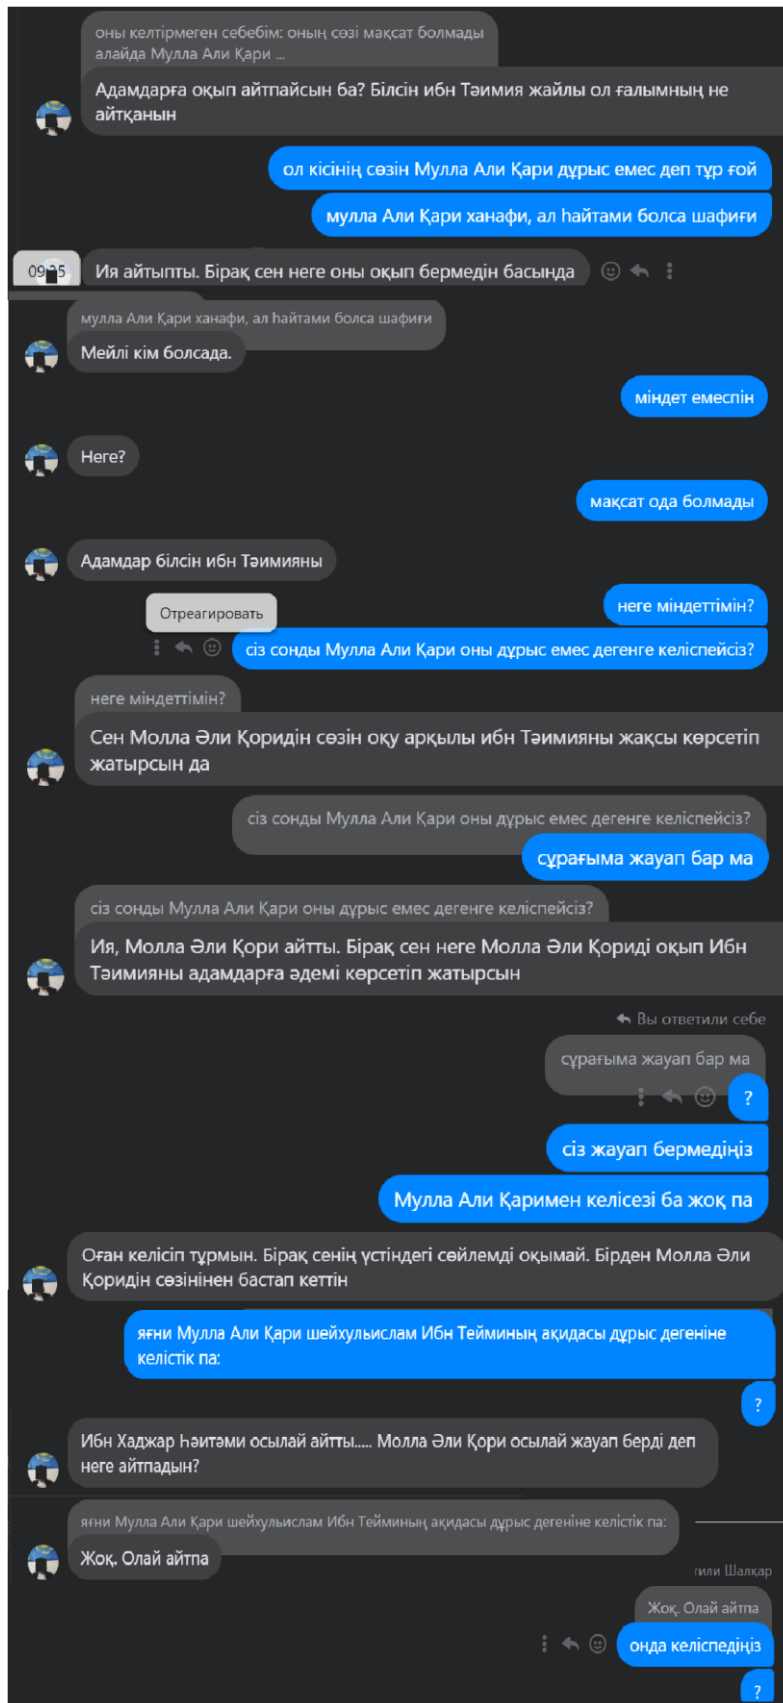 оны келтірмеген себебім: оның сөзі мақсат болмады
алайда Мулла Али Қари ...
Адамдарға оқып айтпайсын ба? Білсін ибн Тәимия жайлы ол ғалымның не
айтқанын
ол кісінің сөзін Мулла Али Қари дұрыс емес деп тұр ғой
мулла Али Қари ханафи, ал һайтами болса шафиғи
Ия айтыпты. Бірақ сен неге оны оқып бермедін басында
мулла Али Қари ханафи, ал һайтами болса шафиғи
Мейлі кім болсада.
міндет емеспін
Неге?
мақсат ода болмады
Адамдар білсін ибн Тәимияны
неге міндеттімін?
Отреагировать
сіз сонды Мулла Али Қари оны дұрыс емес дегенге келіспейсіз?
неге міндеттімін?
Сен Молла Әли Қоридін сөзін оқу арқылы ибн Тәимияны жақсы көрсетіп
жатырсын да
сіз сонды Мулла Али Қари оны дұрыс емес дегенге келіспейсіз?
сұрағыма жауап бар ма
сіз сонды Мулла Али Қари оны дұрыс емес дегенге келіспейсіз?
Ия, Молла Әли Қори айтты. Бірақ сен неге Молла Әли Қориді оқып Ибн
Тәимияны адамдарға әдемі көрсетіп жатырсын
Вы ответили себе
сұрағыма жауап бар ма
?
сіз жауап бермедіңіз
Мулла Али Қаримен келісезі ба жоқ па
Оған келісіп тұрмын. Бірақ сенің үстіндегі сөйлемді оқымай. Бірден Молла Әли
Қоридін сөзінінен бастап кеттін
яғни Мулла Али Қари шейхульислам Ибн Тейминың ақидасы дұрыс дегеніне
келістік па:
?
Ибн Хаджар Һәитәми осылай айтты..... Молла Әли Қори осылай жауап берді деп
неге айтпадын?
яғни Мулла Али Қари шейхульислам Ибн Тейминың ақидасы дұрыс дегеніне келістік па:
Жоқ. Олай айтпа
Шалқар
Жоқ. Олай айтпа
онда келіспедіңіз
?